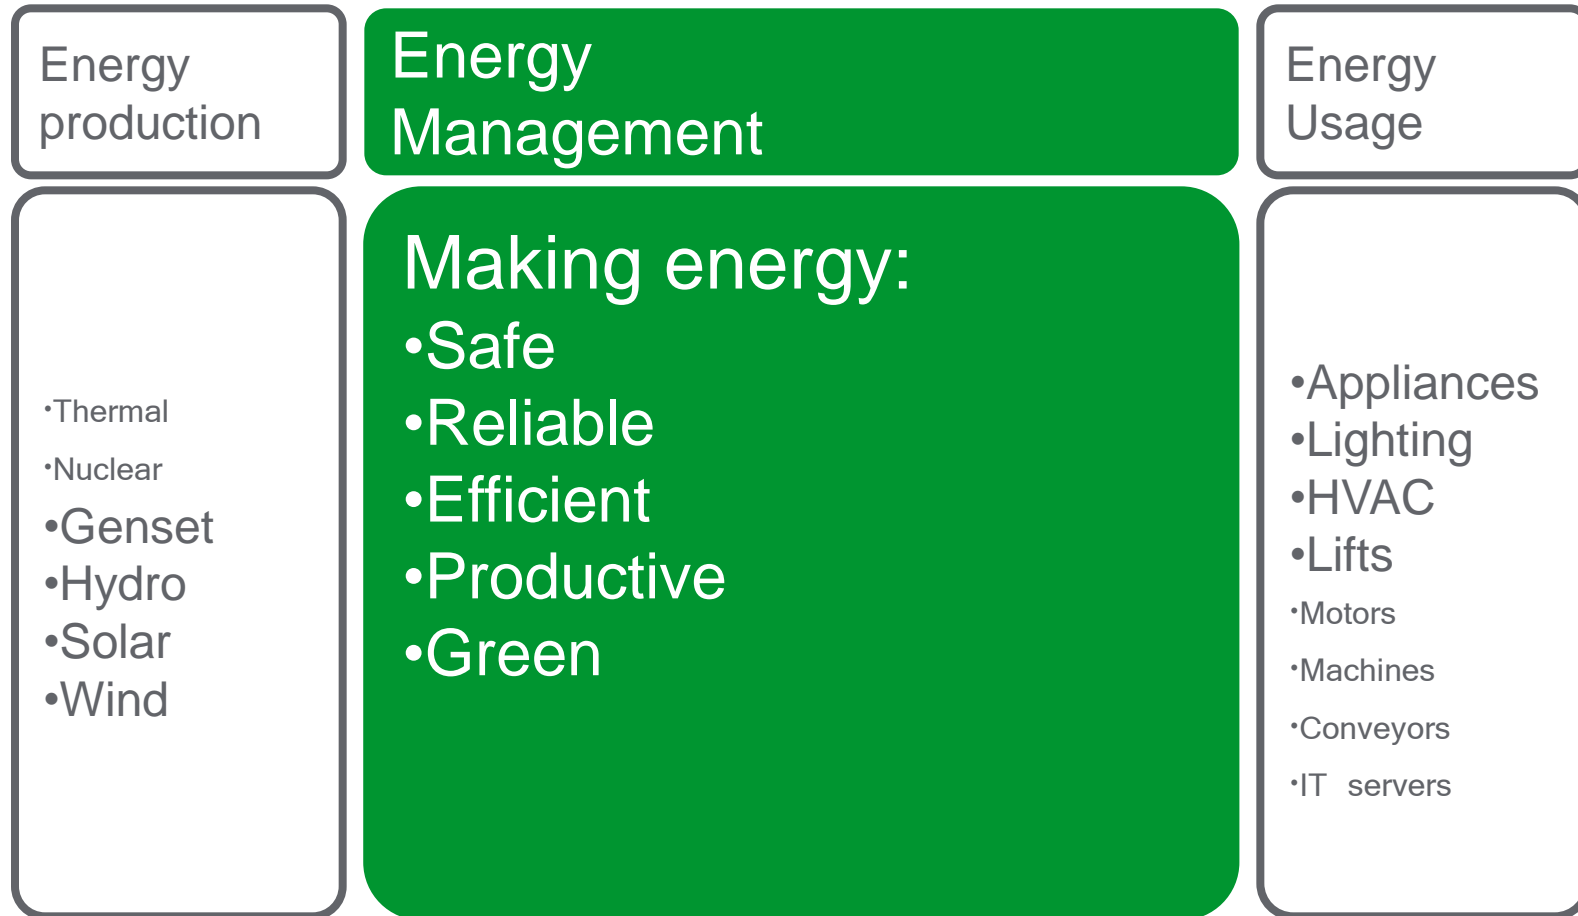 Energy
production
•Thermal
•Nuclear
•Genset
•Hydro
•Solar
•Wind
Energy
Management
Making energy:
•Safe
•Reliable
•Efficient
•Productive
•Green
Energy
Usage
•Appliances
•Lighting
•HVAC
•Lifts
•Motors
•Machines
•Conveyors
•IT servers